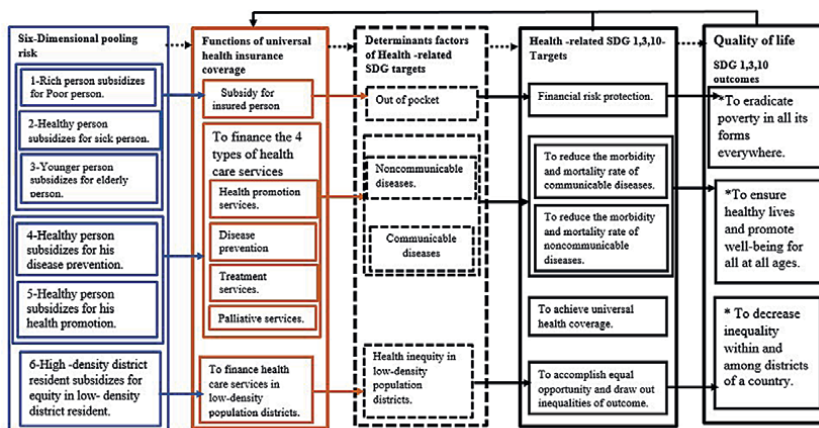 Six-Dimensional pooling
risk
1-Rich person subsidizes
for Poor person.
2-Healthy person
subsidizes for sick person.
3-Younger person
subsidizes for elderly
person.
4-Healthy person
subsidizes for his
disease prevention.
5-Healthy person
subsidizes for his
health promotion.
6-High -density district
resident subsidizes for
equity in low- density
district resident.
Functions of universal
health insurance
coverage
Subsidy for
insured person
To finance the 4
types of health
care services
Health promotion
services.
Disease
prevention
Treatment
services.
Palliative services.
To finance health
care services in
low-density
population districts.
Determinants factors
of Health -related
SDG targets
Out of pocket
Noncommunicable
diseases.
Communicable
diseases
Health inequity in
low-density
population
districts.
Health -related SDG 1,3,10-
Targets
Financial risk protection.
To reduce the morbidity
and mortality rate of
communicable diseases.
To reduce the morbidity
and mortality rate of
noncommunicable
diseases.
To achieve universal
health coverage.
To accomplish equal
opportunity and draw out
inequalities of outcome.
Quality of life
SDG 1,3,10
outcomes
*To eradicate
poverty in all its
forms
everywhere.
*To ensure
healthy lives
and promote
well-being for
all at all ages.
* To decrease
inequality
within and
among districts
of a country.